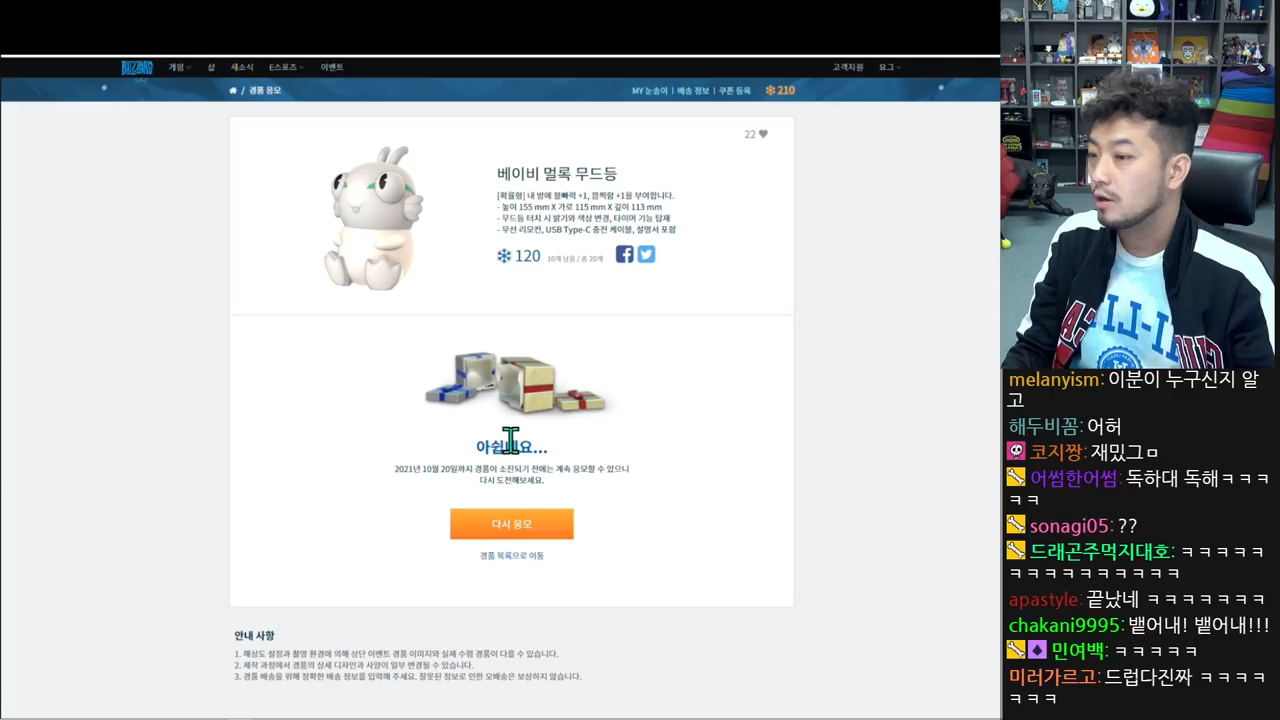 BLIZZARD 게임 샵 새소식 E스포츠 이벤트 고객지원 요그
/ 경품 응모 MY 눈송이 | 배송 정보 | 쿠폰 등록 210
22
베이비 멀록 무드등
[확률형] 내 방에 블빠력 +1, 깜찍함 +1을 부여합니다.
- 높이 155 mm X 가로 115 mm X 깊이 113 mm
- 무드등 터치 시 밝기와 색상 변경, 타이머 기능 탑재
- 무선 리모컨, USB Type-C 충전 케이블, 설명서 포함
120 10개 남음 / 총 20개
아쉽네요...
2021년 10월 20일까지 경품이 소진되기 전에는 계속 응모할 수 있으니
다시 도전해보세요.
다시 응모
경품 목록으로 이동
안내 사항
1. 해상도 설정과 촬영 환경에 의해 상단 이벤트 경품 이미지와 실제 수령 경품이 다를 수 있습니다.
2. 제작 과정에서 경품의 상세 디자인과 사양이 일부 변경될 수 있습니다.
3. 경품 배송을 위해 정확한 배송 정보를 입력해 주세요. 잘못된 정보로 인한 오배송은 보상하지 않습니다.
melanyism: 이분이 누구신지 알
고
해두비꼼: 어허
코지짱: 재밌그ㅁ
어썸한어썸: 독하대 독해ㅋㅋㅋ
ㅋㅋ
sonagi05: ??
드래곤주먹지대호: ㅋㅋㅋㅋㅋ
ㅋㅋㅋㅋㅋㅋㅋㅋㅋㅋ
apastyle: 끝났네 ㅋㅋㅋㅋㅋㅋㅋ
chakani9995: 뱉어내! 뱉어내!!!
민여백: ㅋㅋㅋㅋㅋ
미러가르고: 드럽다진짜 ㅋㅋㅋㅋ
ㅋㅋㅋ